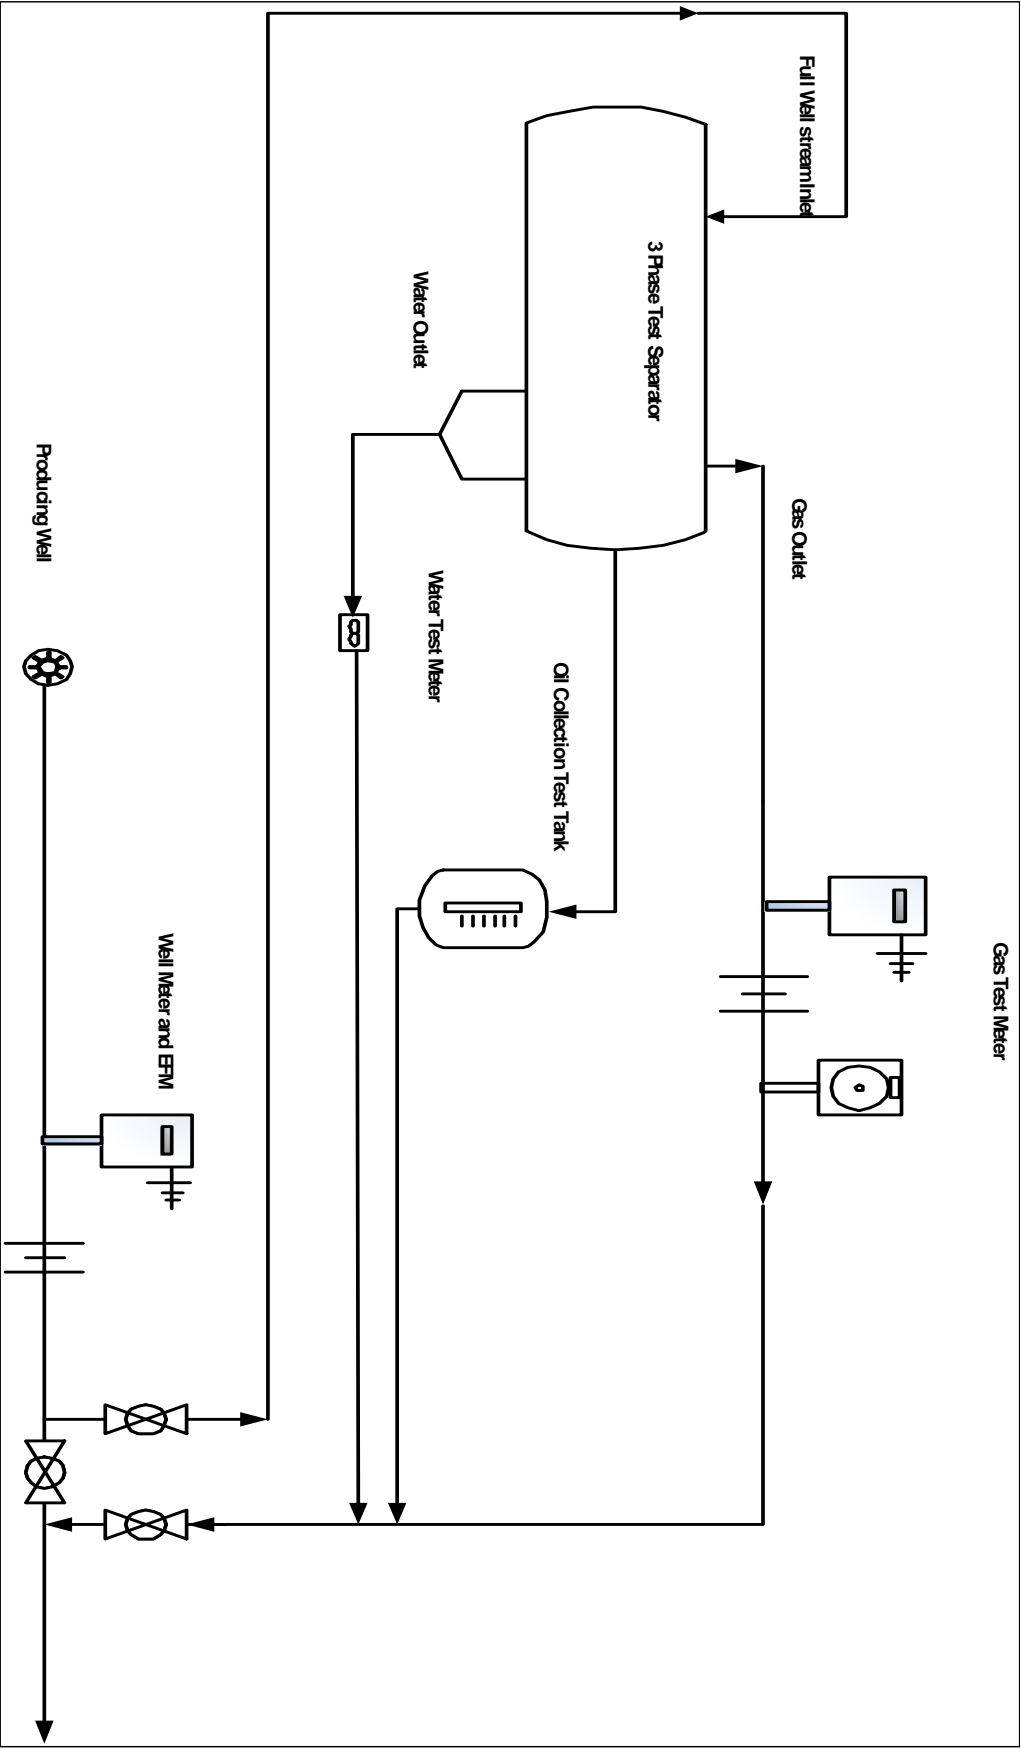 Gas Test Meter
Full Well stream Inlet
Gas Outlet
3 Phase Test Separator
Oil Collection Test Tank
Water Outlet
Water Test Meter
Well Meter and EFM
Producing Well